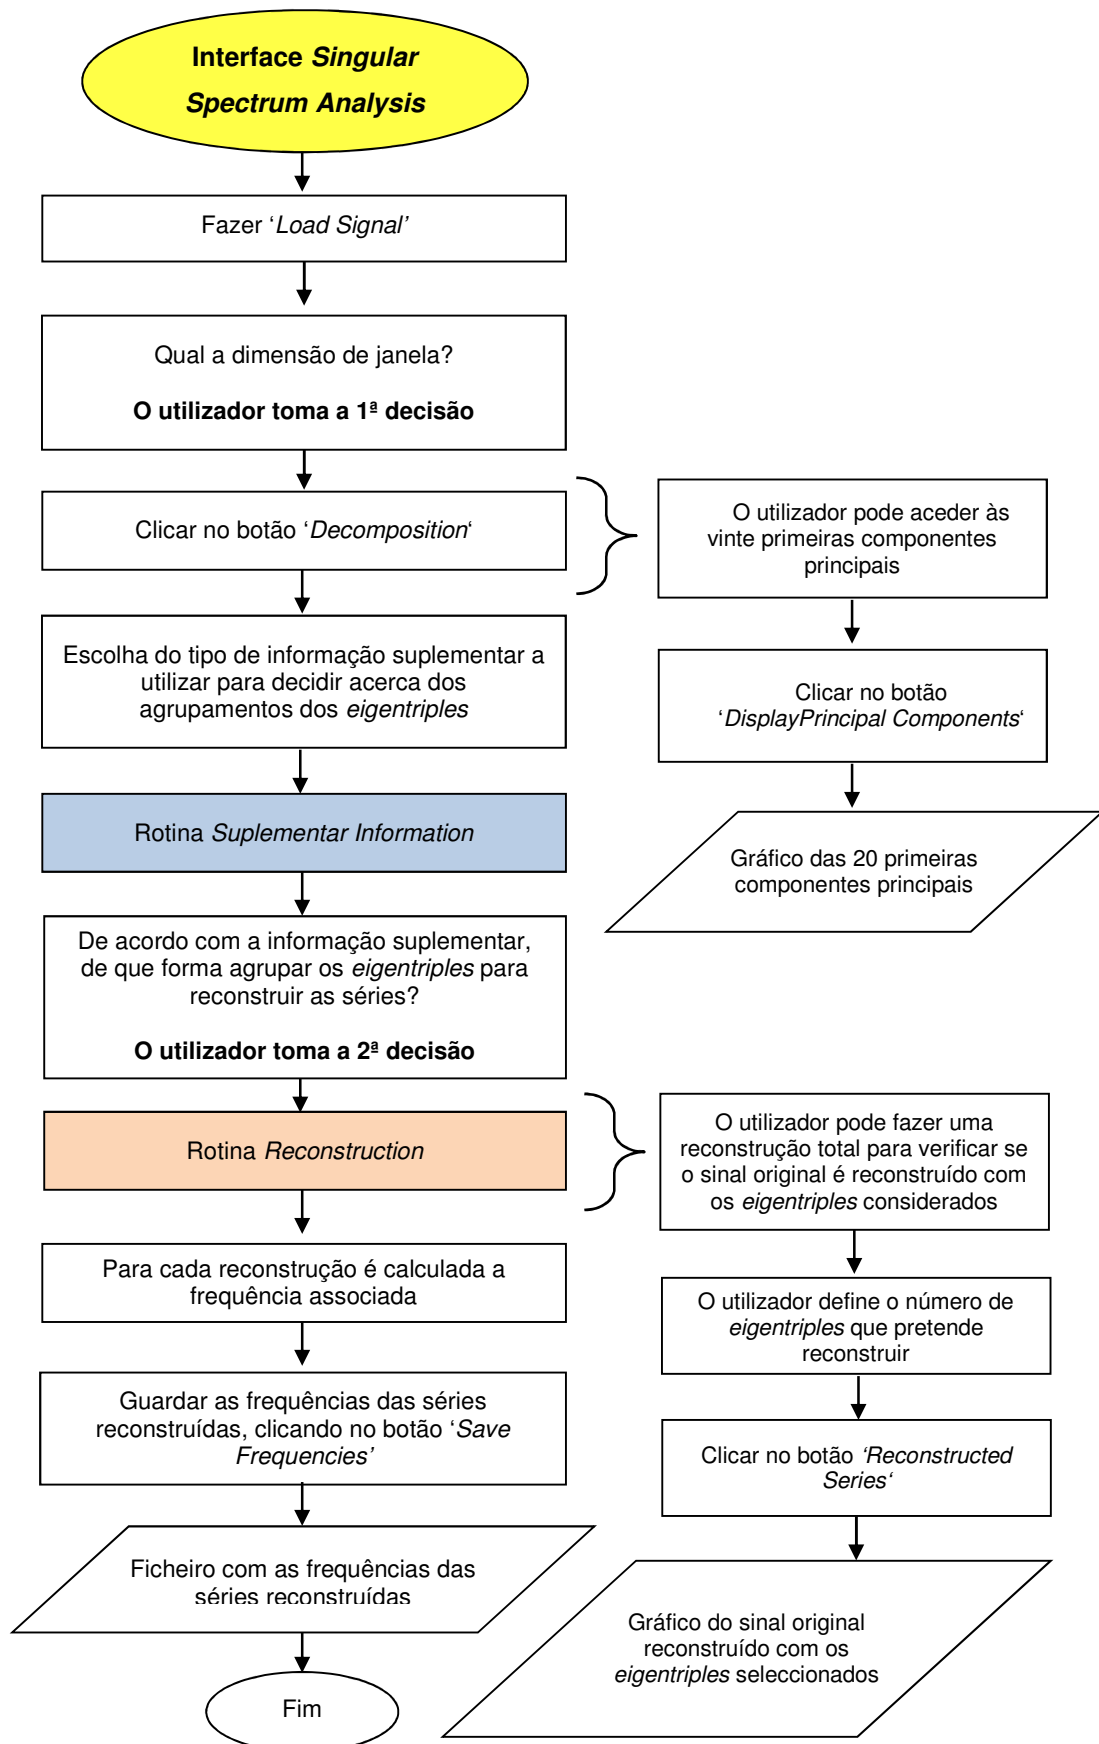 Interface Singular
Spectrum Analysis
Fazer ‘Load Signal’
Qual a dimensão de janela?
O utilizador toma a 1ª decisão
Clicar no botão ‘Decomposition‘
O utilizador pode aceder às
vinte primeiras componentes
principais
Escolha do tipo de informação suplementar a
utilizar para decidir acerca dos
agrupamentos dos eigentriples
Clicar no botão
‘DisplayPrincipal Components‘
Rotina Suplementar Information
Gráfico das 20 primeiras
componentes principais
De acordo com a informação suplementar,
de que forma agrupar os eigentriples para
reconstruir as séries?
O utilizador toma a 2ª decisão
Rotina Reconstruction
O utilizador pode fazer uma
reconstrução total para verificar se
o sinal original é reconstruído com
os eigentriples considerados
Para cada reconstrução é calculada a
frequência associada
O utilizador define o número de
eigentriples que pretende
reconstruir
Guardar as frequências das séries
reconstruídas, clicando no botão ‘Save
Frequencies’
Clicar no botão ‘Reconstructed
Series‘
Ficheiro com as frequências das
séries reconstruídas
Gráfico do sinal original
reconstruído com os
eigentriples seleccionados
Fim